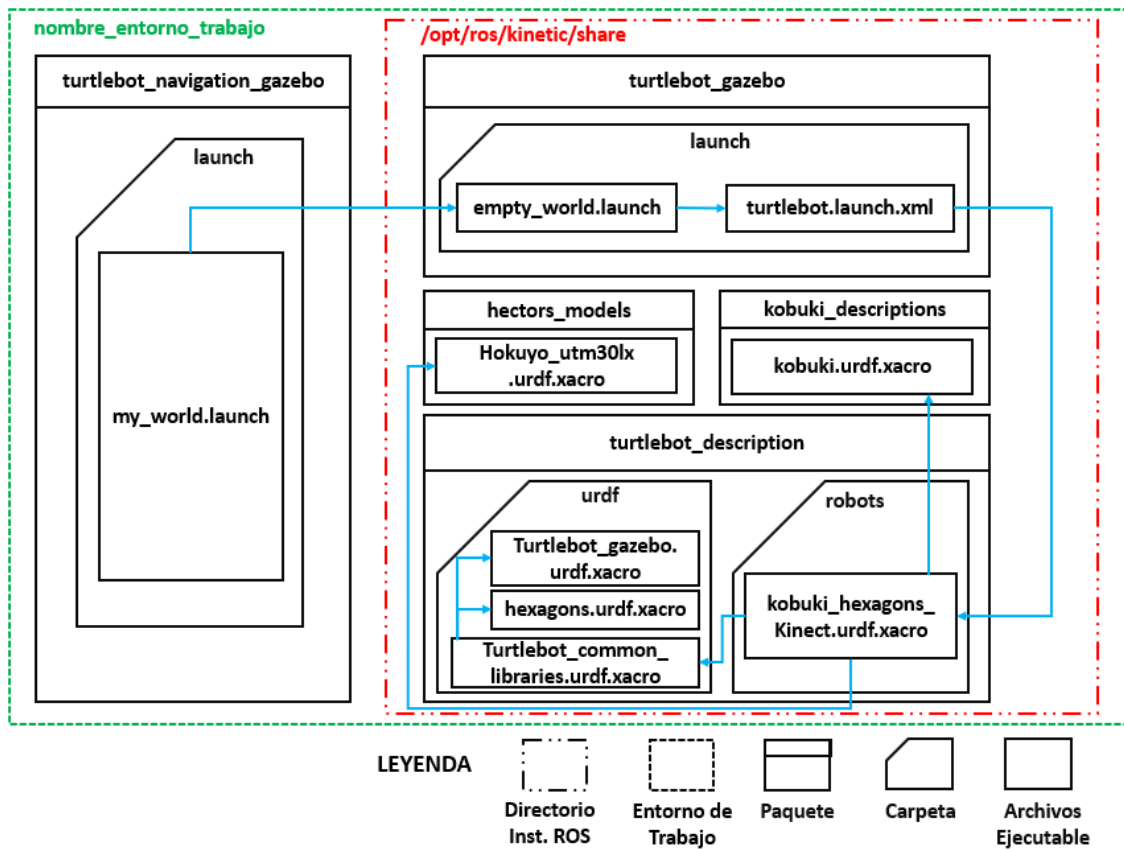 nombre_entorno_trabajo
/opt/ros/kinetic/share
turtlebot_navigation_gazebo
launch
my_world.launch
turtlebot_gazebo
launch
empty_world.launch
turtlebot.launch.xml
hectors_models
Hokuyo_utm30lx
.urdf.xacro
kobuki_descriptions
kobuki.urdf.xacro
turtlebot_description
urdf
Turtlebot_gazebo.
urdf.xacro
hexagons.urdf.xacro
Turtlebot_common_
libraries.urdf.xacro
robots
kobuki_hexagons_
Kinect.urdf.xacro
LEYENDA
Directorio
Inst. ROS
Entorno de
Trabajo
Paquete
Carpeta
Archivos
Ejecutable